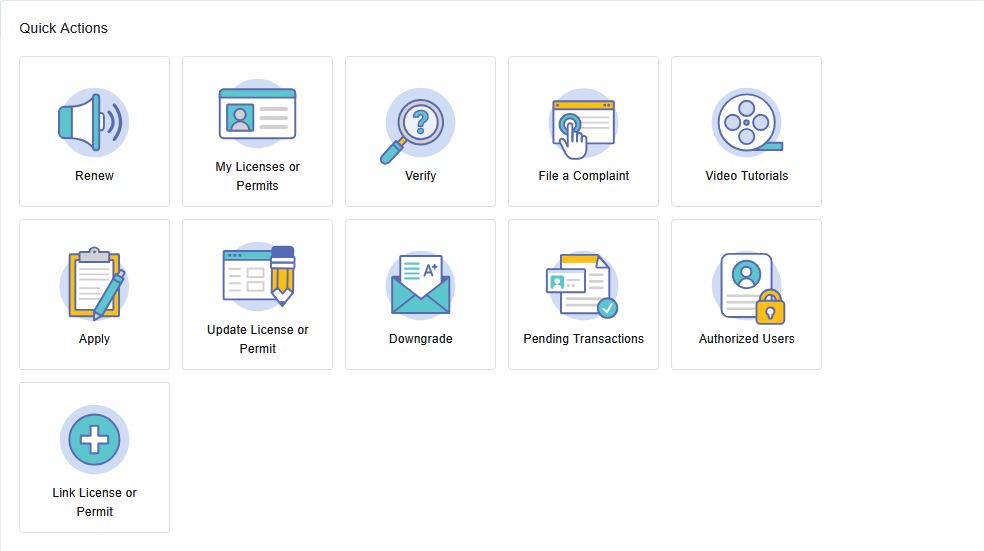 Quick Actions
Renew
My Licenses or
Permits
?
Verify
File a Complaint
Video Tutorials
Apply
Update License or
Permit
A+
Downgrade
Pending Transactions
Authorized Users
Link License or
Permit